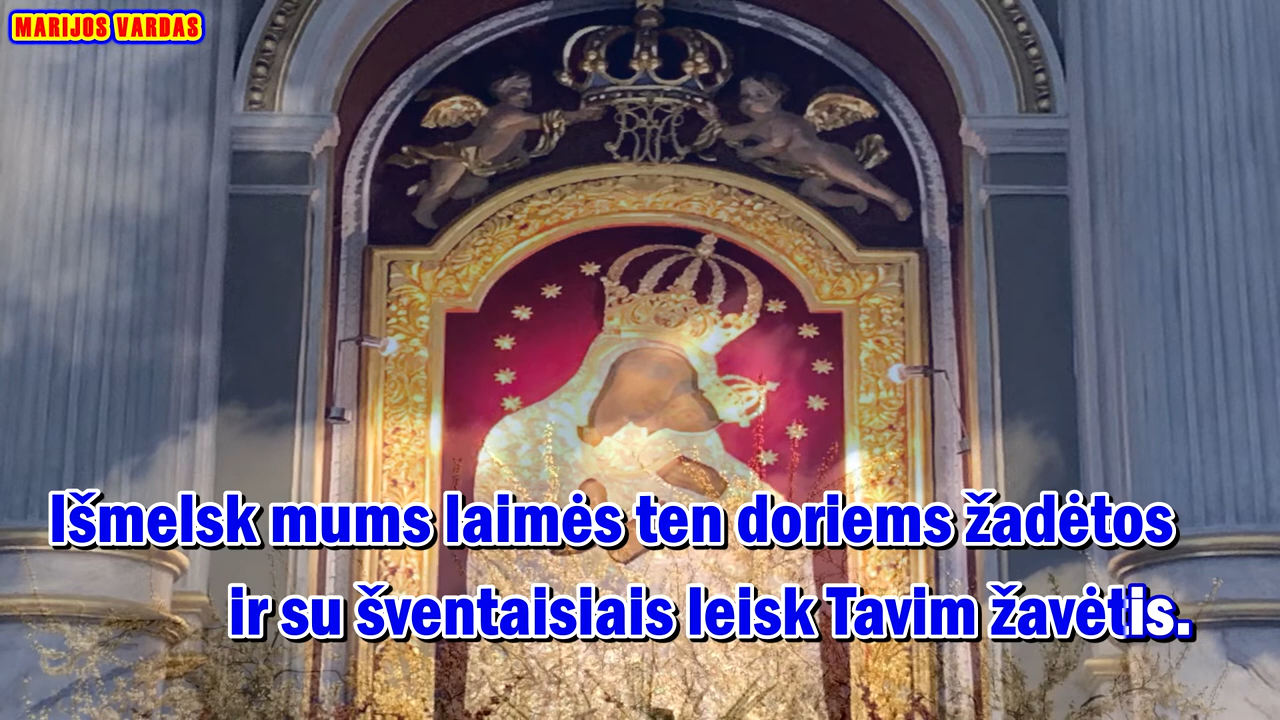 MARIJOS VARDAS
Išmelsk mums laimės ten doriems žadėtos
ir su šventaisiais leisk Tavim žavėtis.